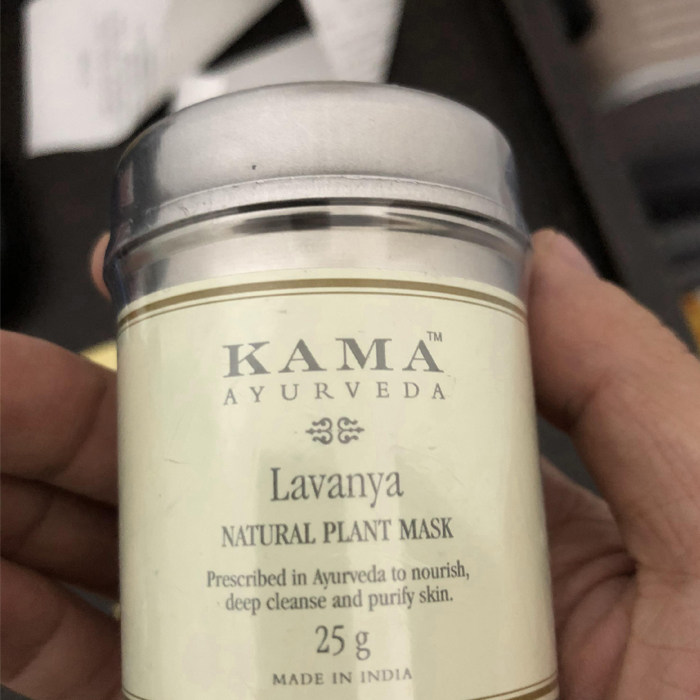 KAMA™
AYURVEDA
Lavanya
NATURAL PLANT MASK
Prescribed in Ayurveda to nourish,
deep cleanse and purify skin.
25 g
MADE IN INDIA